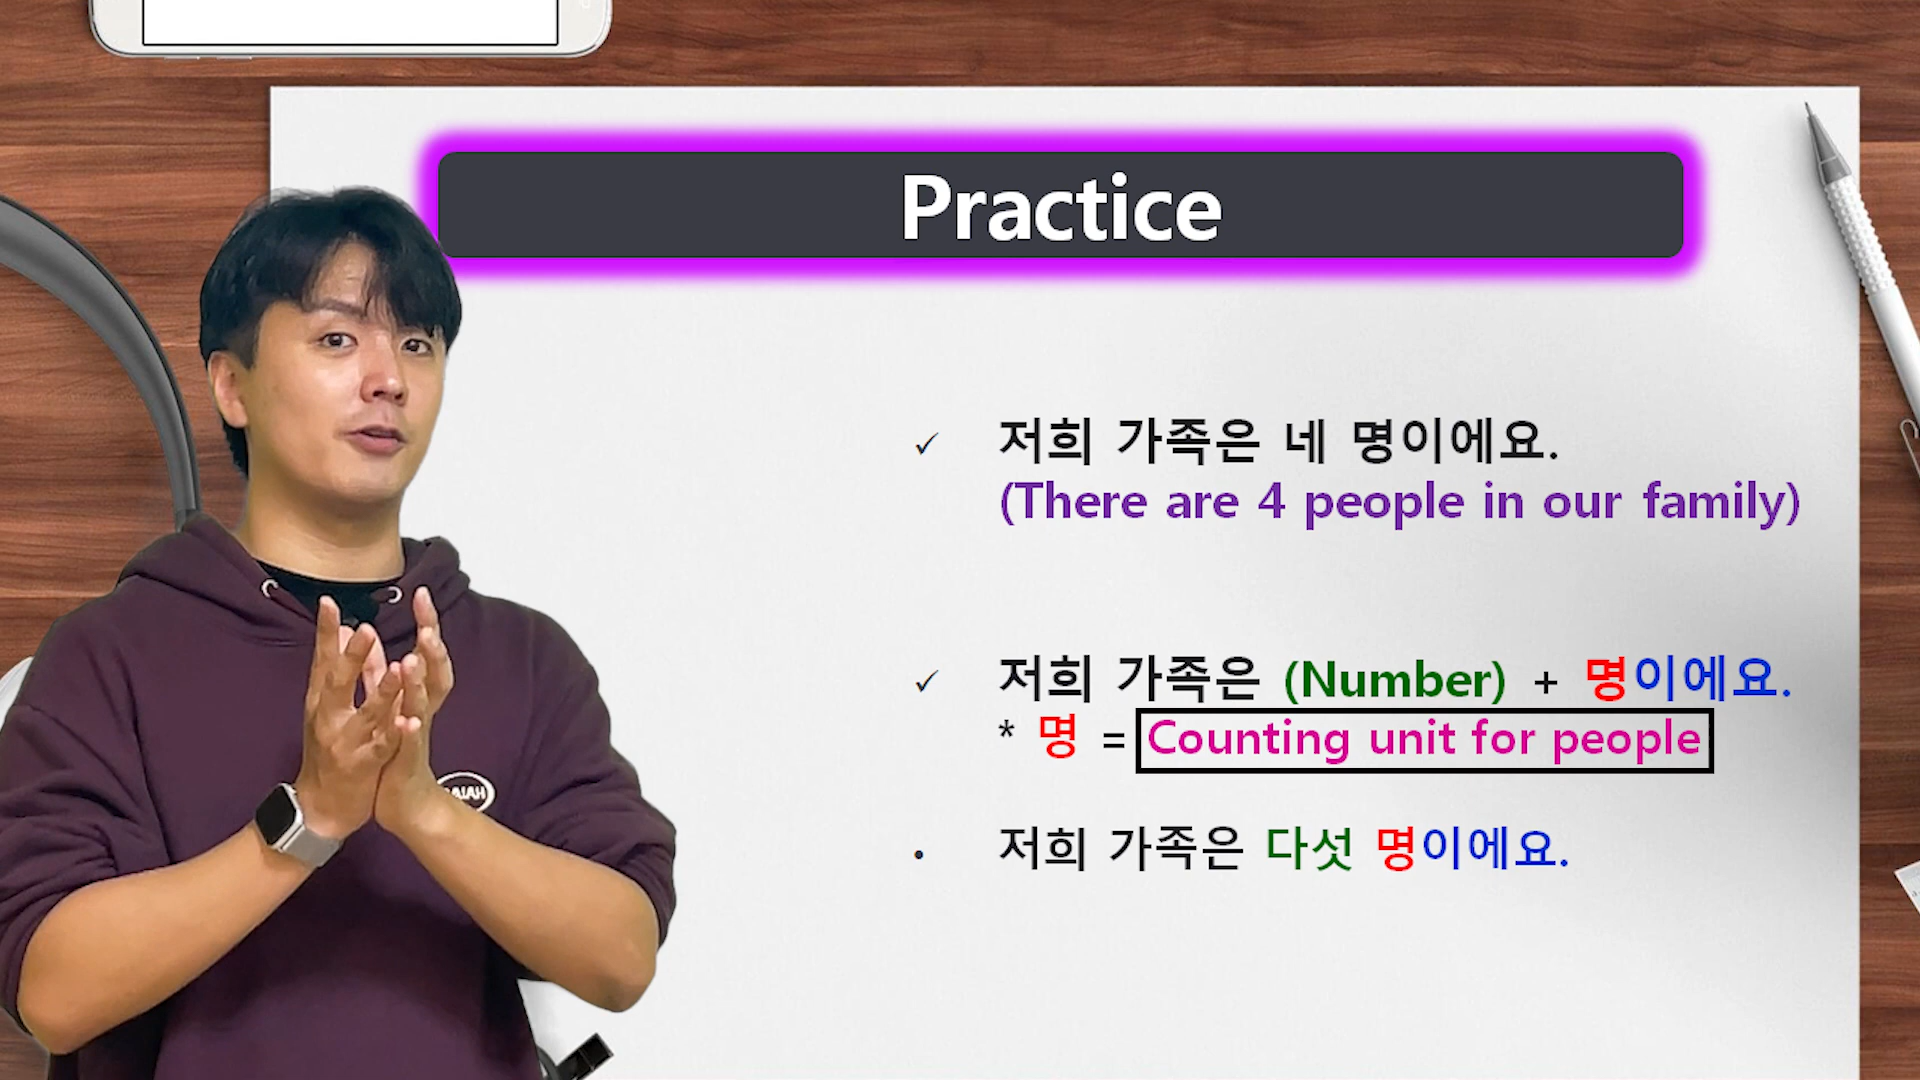 Practice
✓ 저희 가족은 네 명이에요.
(There are 4 people in our family)
✓ 저희 가족은 (Number) + 명이에요.
* 명 = Counting unit for people
• 저희 가족은 다섯 명이에요.